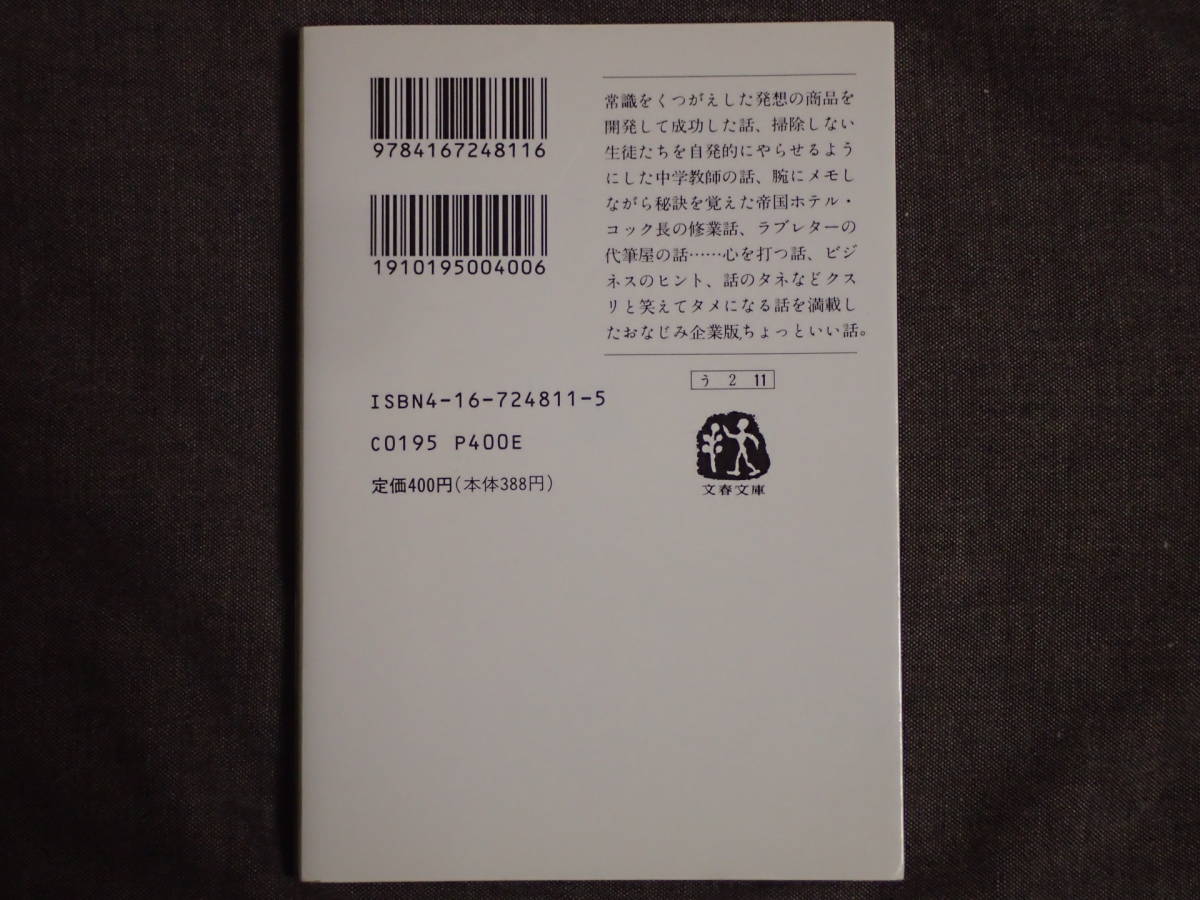 9784167248116
1910195004006
常識をくつがえした発想の商品を
開発して成功した話、掃除しない
生徒たちを自発的にやらせるよう
にした中学教師の話、腕にメモし
ながら秘訣を覚えた帝国ホテル・
コック長の修業話、ラブレターの
代筆屋の話……心を打つ話、ビジ
ネスのヒント、話のタネなどクス
リと笑えてタメになる話を満載し
たおなじみ企業版ちょっといい話。
う 2 11
文春文庫
ISBN4-16-724811-5
C0195 P400E
定価400円(本体388円)